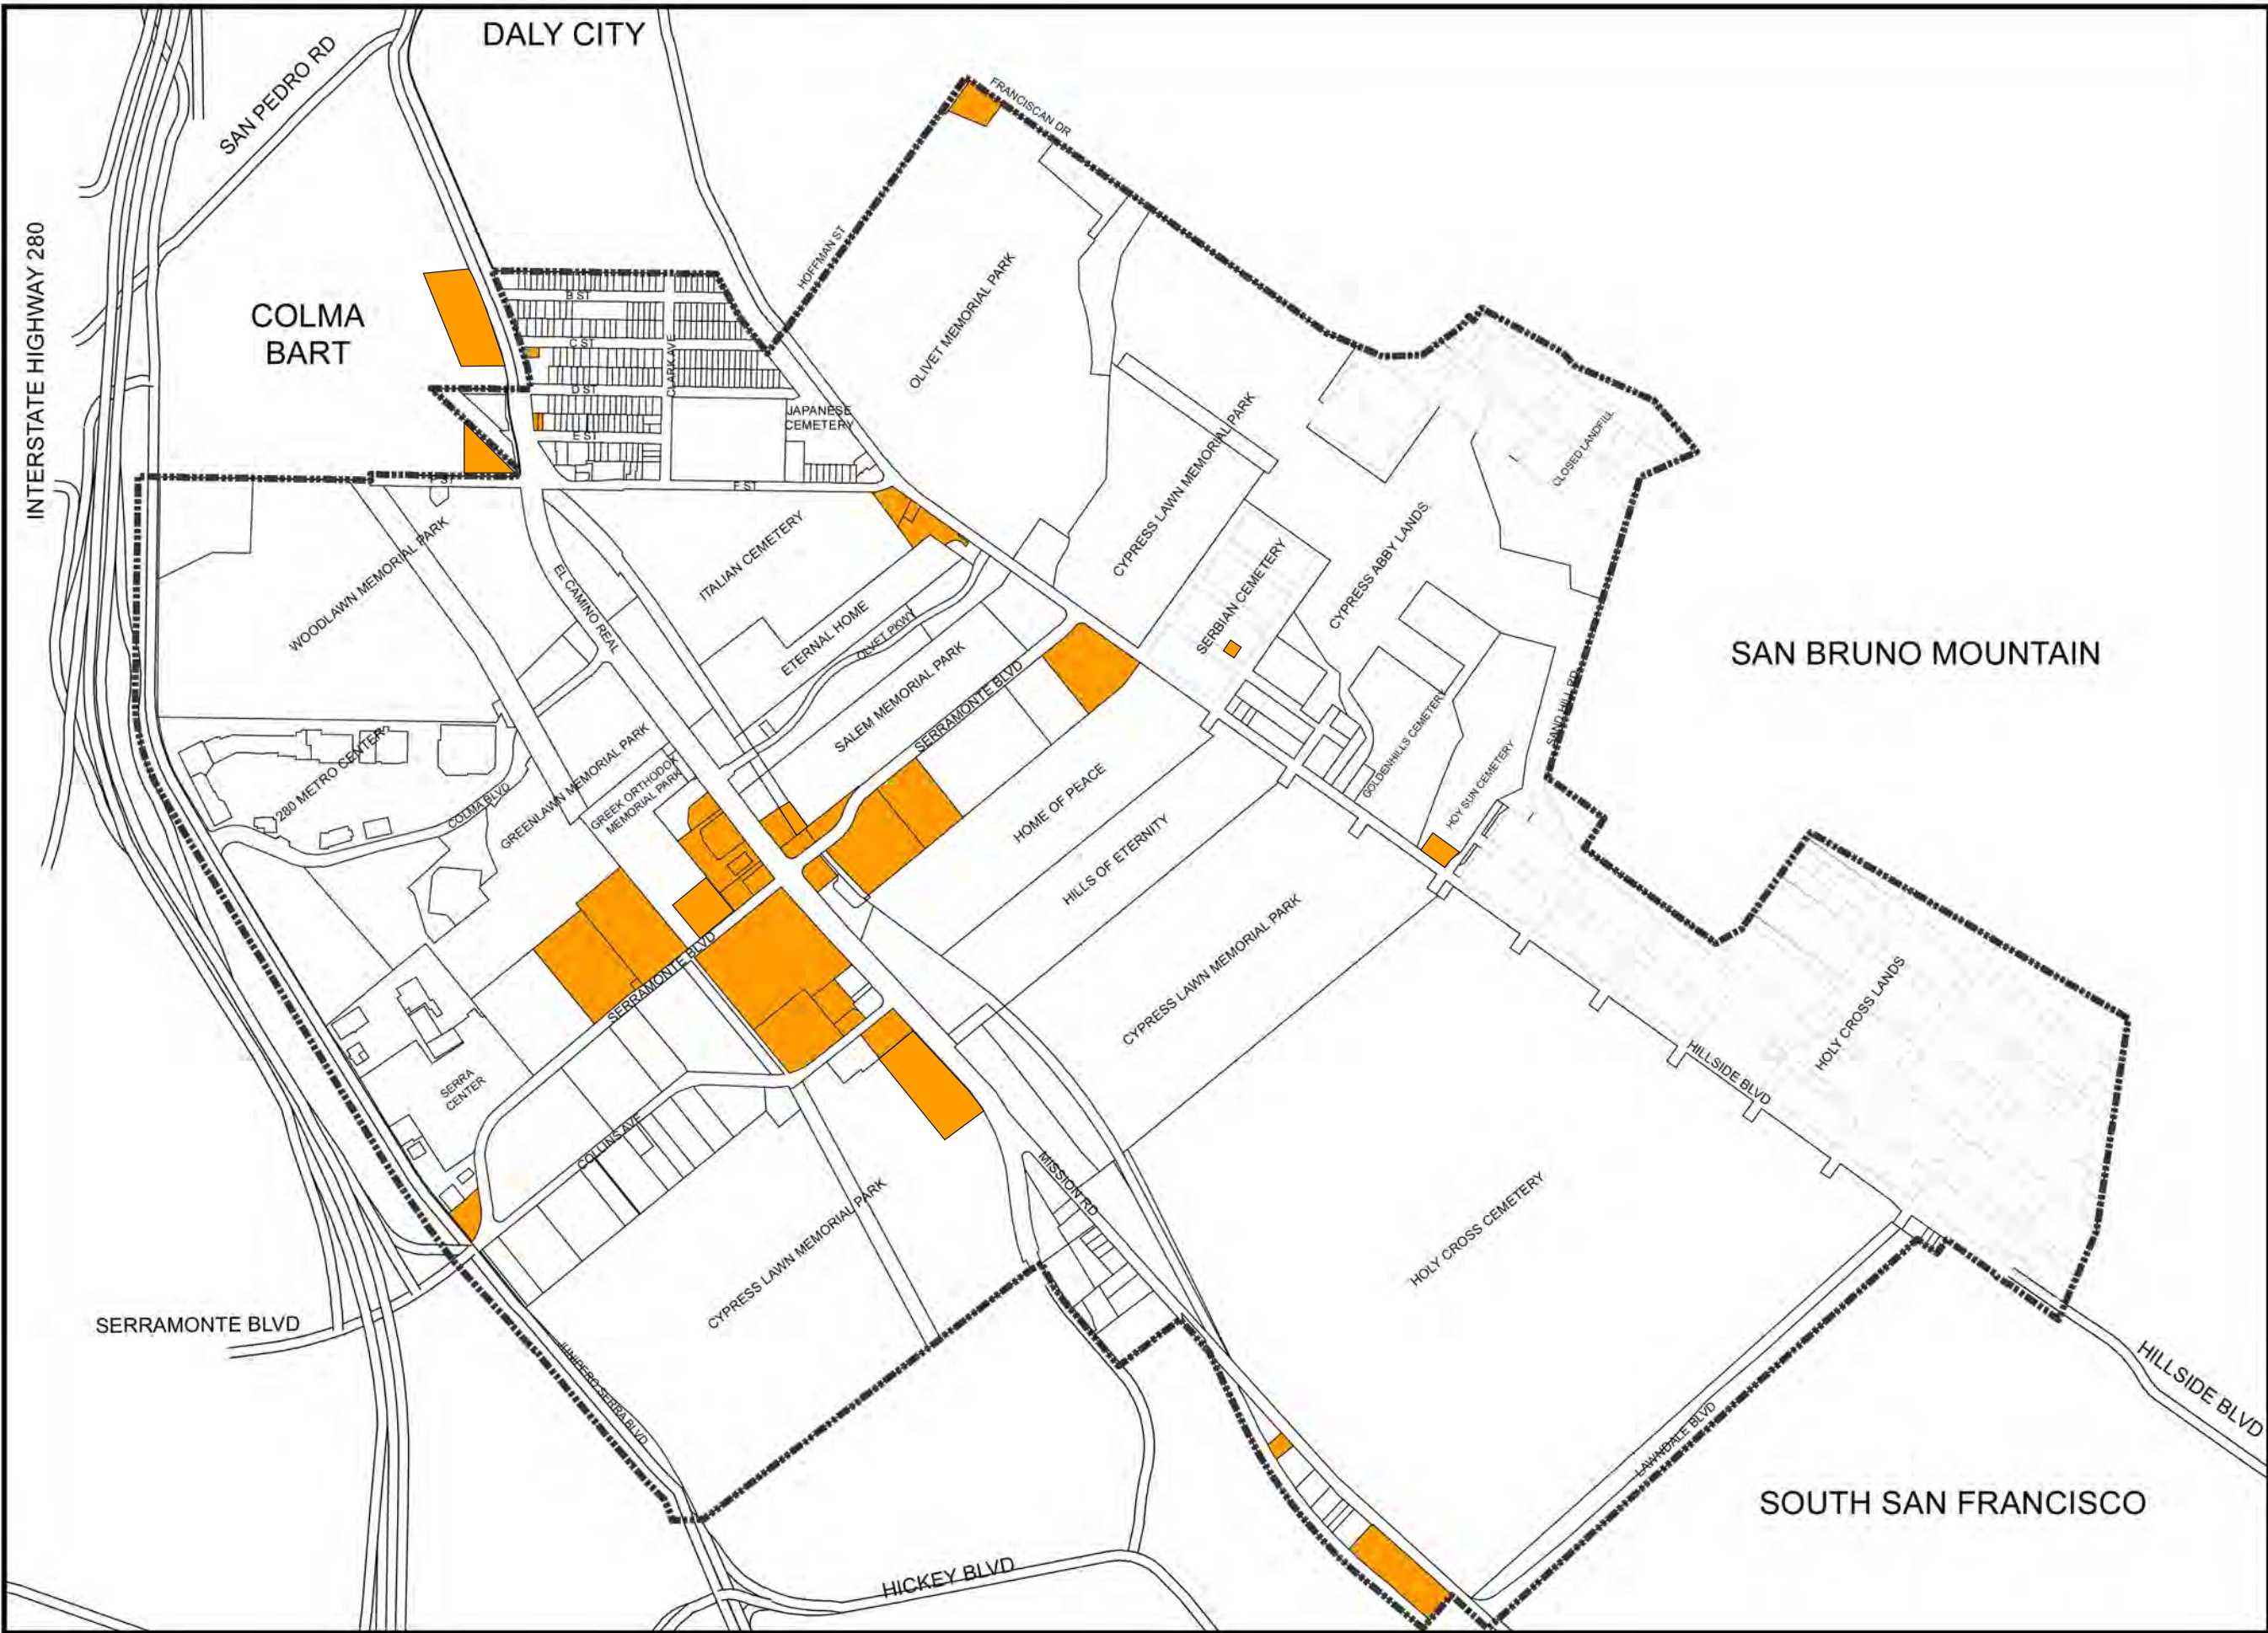 DALY CITY
SAN PEDRO RD
FRANCISCAN DR
INTERSTATE HIGHWAY 280
HOFFMAN ST
COLMA
BART
B ST
C ST
CLARK AVE
D ST
E ST
JAPANESE
CEMETERY
OLIVET MEMORIAL PARK
F ST
F ST
CYPRESS LAWN MEMORIAL PARK
CLOSED LANDFILL
WOODLAWN MEMORIAL PARK
EL CAMINO REAL
ITALIAN CEMETERY
ETERNAL HOME
OLVET PKWY
SALEM MEMORIAL PARK
SERRAMONTE BLVD
SERBIAN CEMETERY
CYPRESS ABBY LANDS
SAN BRUNO MOUNTAIN
SAND HILL RD
GOLDENHILLS CEMETERY
HOY SUN CEMETERY
280 METRO CENTER
COLMA BLVD
GREENLAWN MEMORIAL PARK
GREEK ORTHODOX
MEMORIAL PARK
HOME OF PEACE
HILLS OF ETERNITY
CYPRESS LAWN MEMORIAL PARK
SERRAMONTE BLVD
HOLY CROSS LANDS
HILLSIDE BLVD
SERRA
CENTER
COLLINS AVE
CYPRESS LAWN MEMORIAL PARK
MISSION RD
HOLY CROSS CEMETERY
SERRAMONTE BLVD
JUNIPERO SERRA BLVD
HILLSIDE BLVD
LAWNDALE BLVD
SOUTH SAN FRANCISCO
HICKEY BLVD